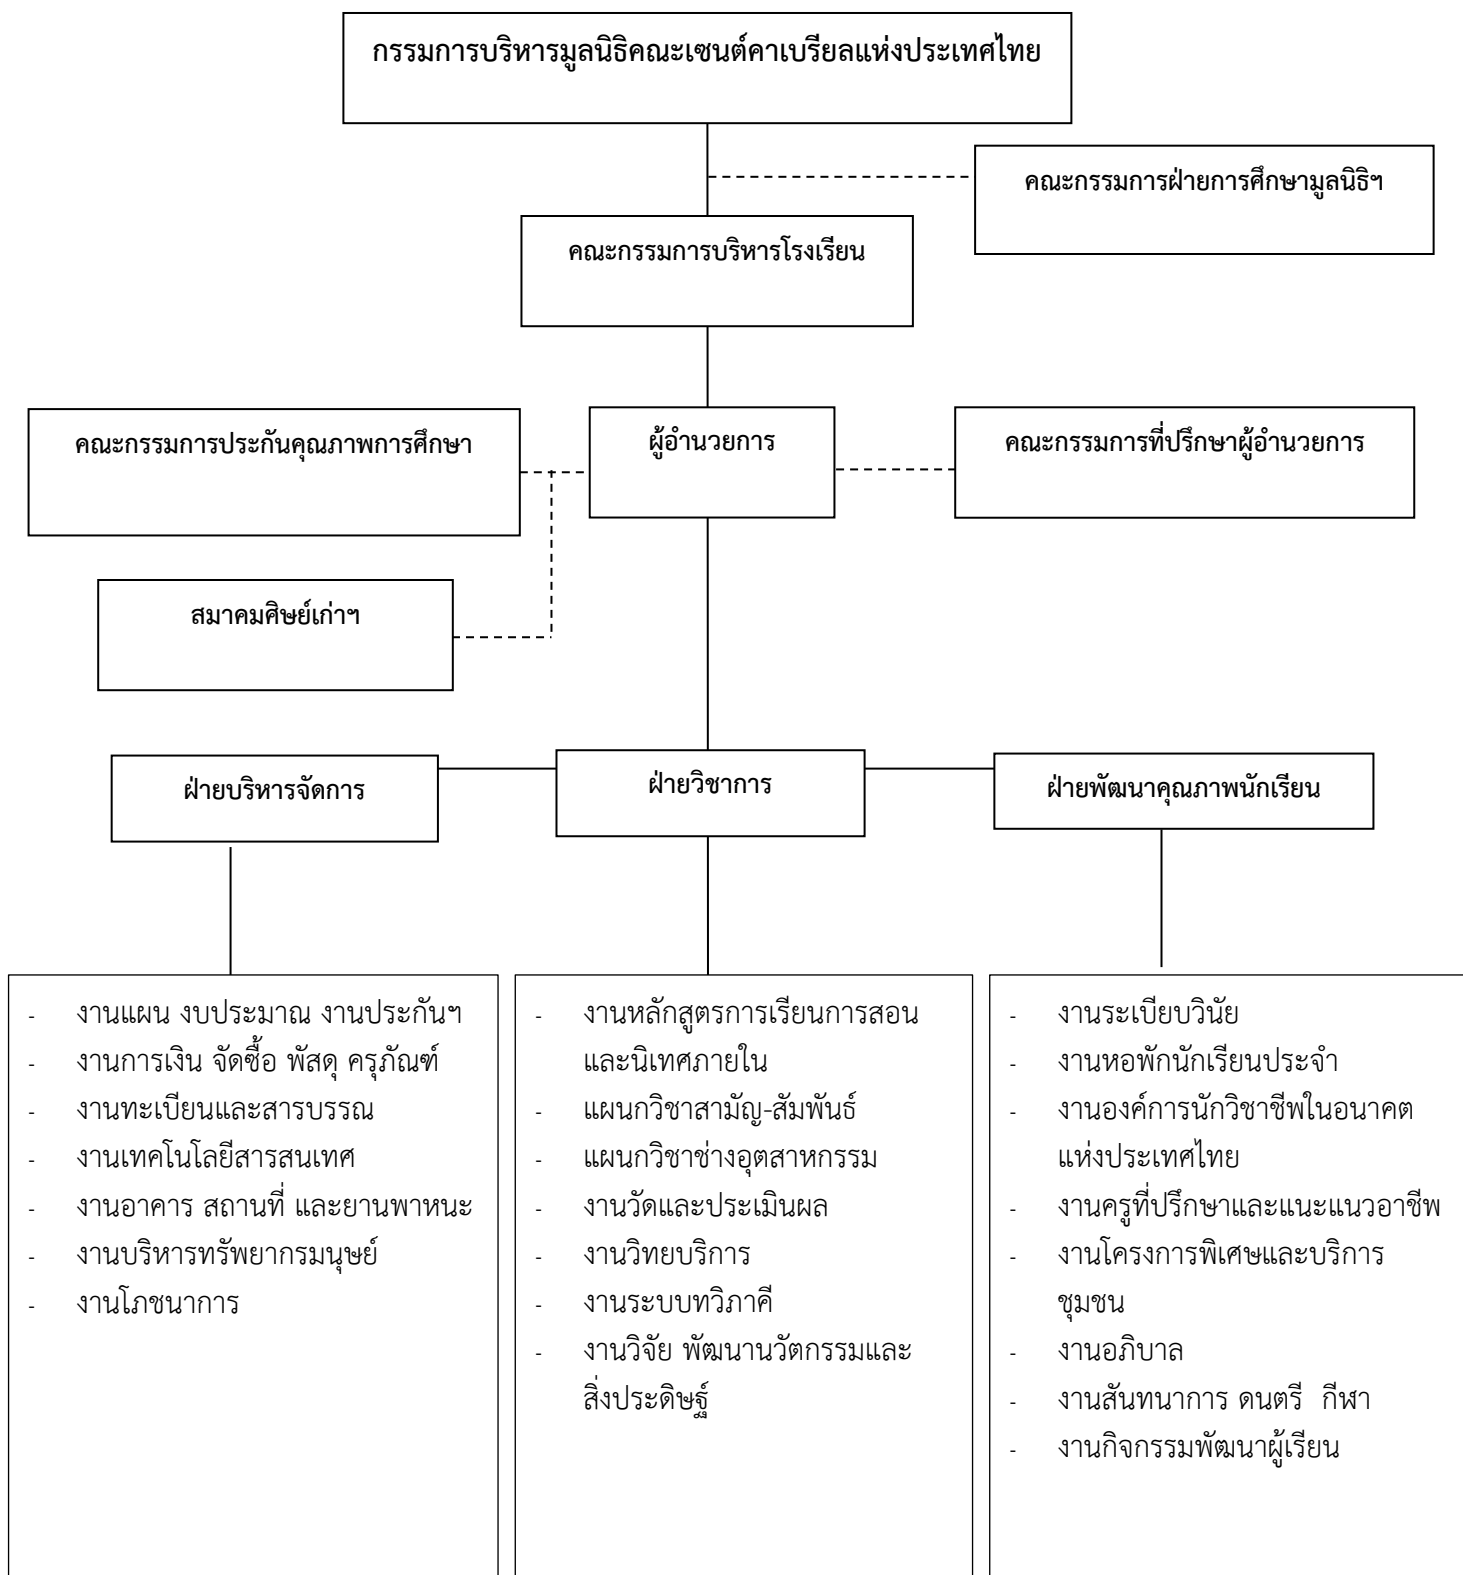 กรรมการบริหารมูลนิธิคณะเซนต์คาเบรียลแห่งประเทศไทย
คณะกรรมการฝ่ายการศึกษามูลนิธิฯ
คณะกรรมการบริหารโรงเรียน
คณะกรรมการประกันคุณภาพการศึกษา
ผู้อำนวยการ
คณะกรรมการที่ปรึกษาผู้อำนวยการ
สมาคมศิษย์เก่าฯ
ฝ่ายบริหารจัดการ
ฝ่ายวิชาการ
ฝ่ายพัฒนาคุณภาพนักเรียน
- งานแผน งบประมาณ งานประกันฯ
- งานการเงิน จัดซื้อ พัสดุ ครุภัณฑ์
- งานทะเบียนและสารบรรณ
- งานเทคโนโลยีสารสนเทศ
- งานอาคาร สถานที่ และยานพาหนะ
- งานบริหารทรัพยากรมนุษย์
- งานโภชนาการ
- งานหลักสูตรการเรียนการสอน
และนิเทศภายใน
- แผนกวิชาสามัญ-สัมพันธ์
- แผนกวิชาช่างอุตสาหกรรม
- งานวัดและประเมินผล
- งานวิทยบริการ
- งานระบบทวิภาคี
- งานวิจัย พัฒนานวัตกรรมและ
สิ่งประดิษฐ์
- งานระเบียบวินัย
- งานหอพักนักเรียนประจำ
- งานองค์การนักวิชาชีพในอนาคต
แห่งประเทศไทย
- งานครูที่ปรึกษาและแนะแนวอาชีพ
- งานโครงการพิเศษและบริการ
ชุมชน
- งานอภิบาล
- งานสันทนาการ ดนตรี กีฬา
- งานกิจกรรมพัฒนาผู้เรียน